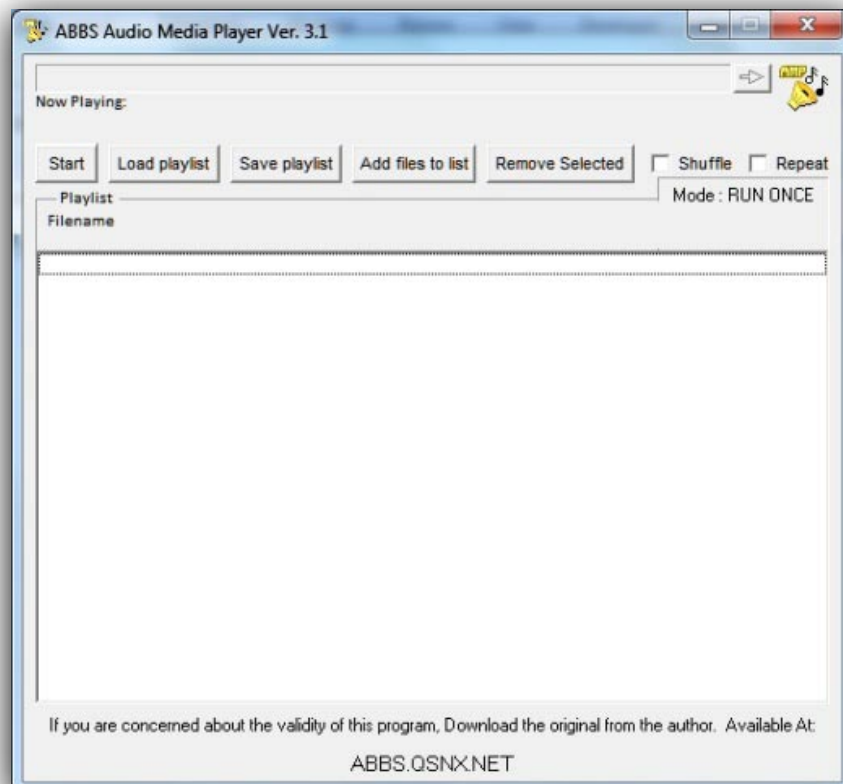 ABBS Audio Media Player Ver. 3.1
Now Playing:
Start Load playlist Save playlist Add files to list Remove Selected Shuffle Repeat
Playlist Mode : RUN ONCE
Filename
If you are concerned about the validity of this program, Download the original from the author. Available At:
ABBS.QSNX.NET